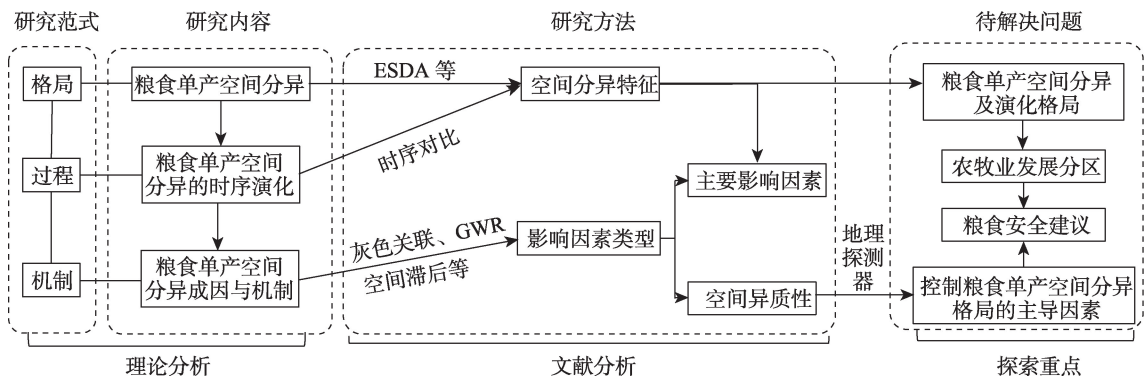 研究范式
研究内容
研究方法
待解决问题
格局
过程
机制
粮食单产空间分异
粮食单产空间
分异的时序演化
粮食单产空间
分异成因与机制
ESDA 等
时序对比
灰色关联、GWR
空间滞后等
空间分异特征
主要影响因素
影响因素类型
空间异质性
地理
探测
器
粮食单产空间分异
及演化格局
农牧业发展分区
粮食安全建议
控制粮食单产空间分异
格局的主导因素
理论分析
文献分析
探索重点